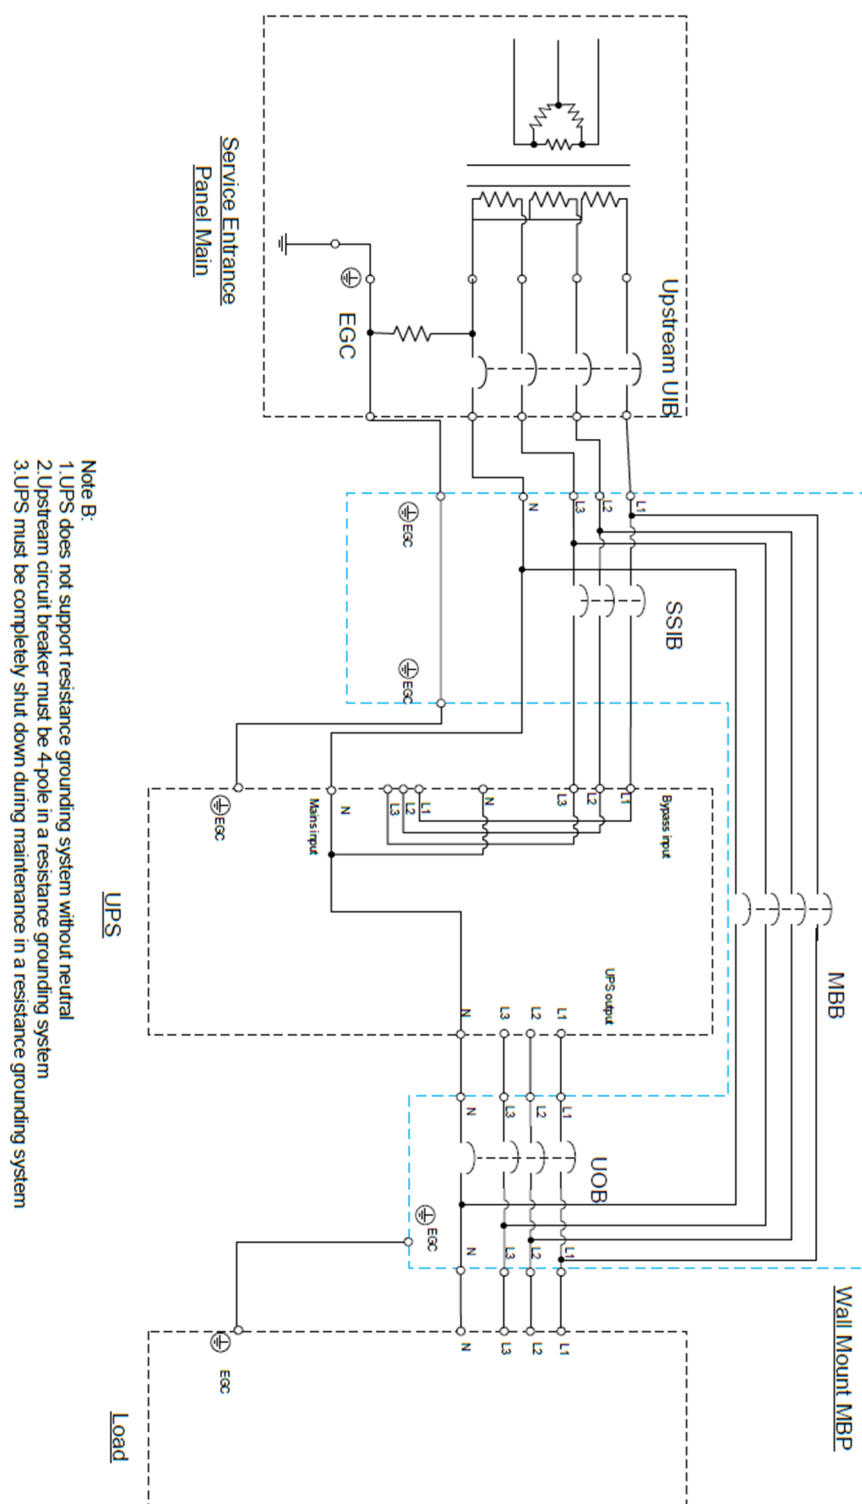 Service Entrance
Panel Main
Upstream UIB
EGC
EGC
EGC
N
L3
L2
L1
SSIB
Wall Mount MBP
MBB
EGC
Mains input
N
L3
L2
L1
N
L3
L2
L1
Bypass input
UPS
UPS output
N
L3
L2
L1
N
L3
L2
L1
UOB
EGC
N
L3
L2
L1
N
L3
L2
L1
EGC
Load
Note B:
1.UPS does not support resistance grounding system without neutral
2.Upstream circuit breaker must be 4-pole in a resistance grounding system
3.UPS must be completely shut down during maintenance in a resistance grounding system